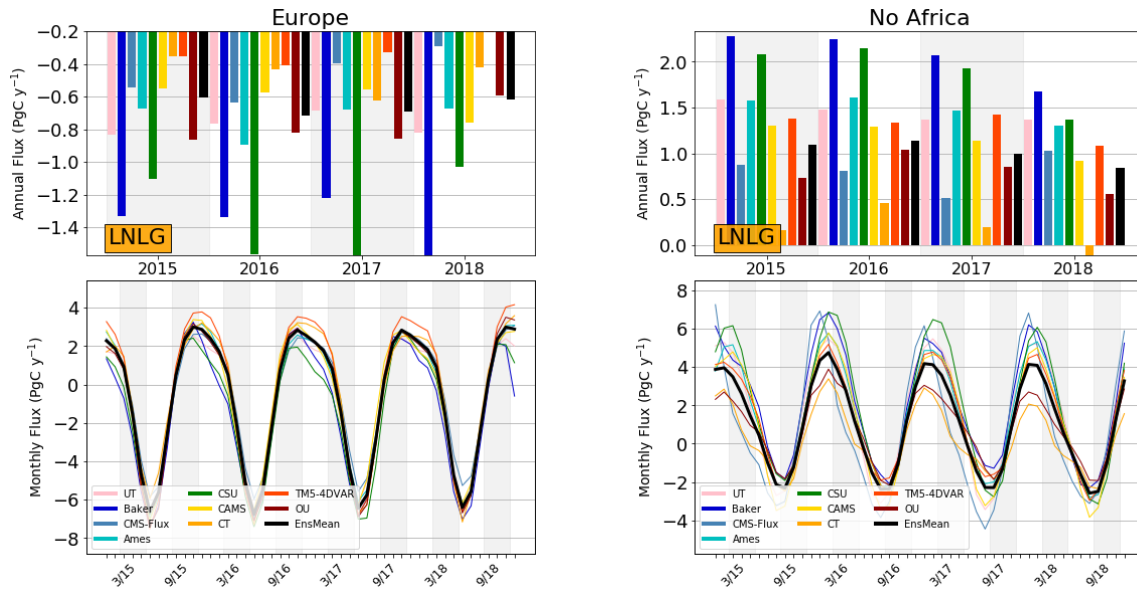 Europe
Annual Flux (PgC y⁻¹)
−0.2
−0.4
−0.6
−0.8
−1.0
−1.2
−1.4
LNLG
2015 2016 2017 2018
Monthly Flux (PgC y⁻¹)
4
2
0
−2
−4
−6
−8
UT CSU TM5-4DVAR
Baker CAMS OU
CMS-Flux CT EnsMean
Ames
3/15 9/15 3/16 9/16 3/17 9/17 3/18 9/18
No Africa
Annual Flux (PgC y⁻¹)
2.0
1.5
1.0
0.5
0.0
LNLG
2015 2016 2017 2018
Monthly Flux (PgC y⁻¹)
8
6
4
2
0
−2
−4
UT CSU TM5-4DVAR
Baker CAMS OU
CMS-Flux CT EnsMean
Ames
3/15 9/15 3/16 9/16 3/17 9/17 3/18 9/18